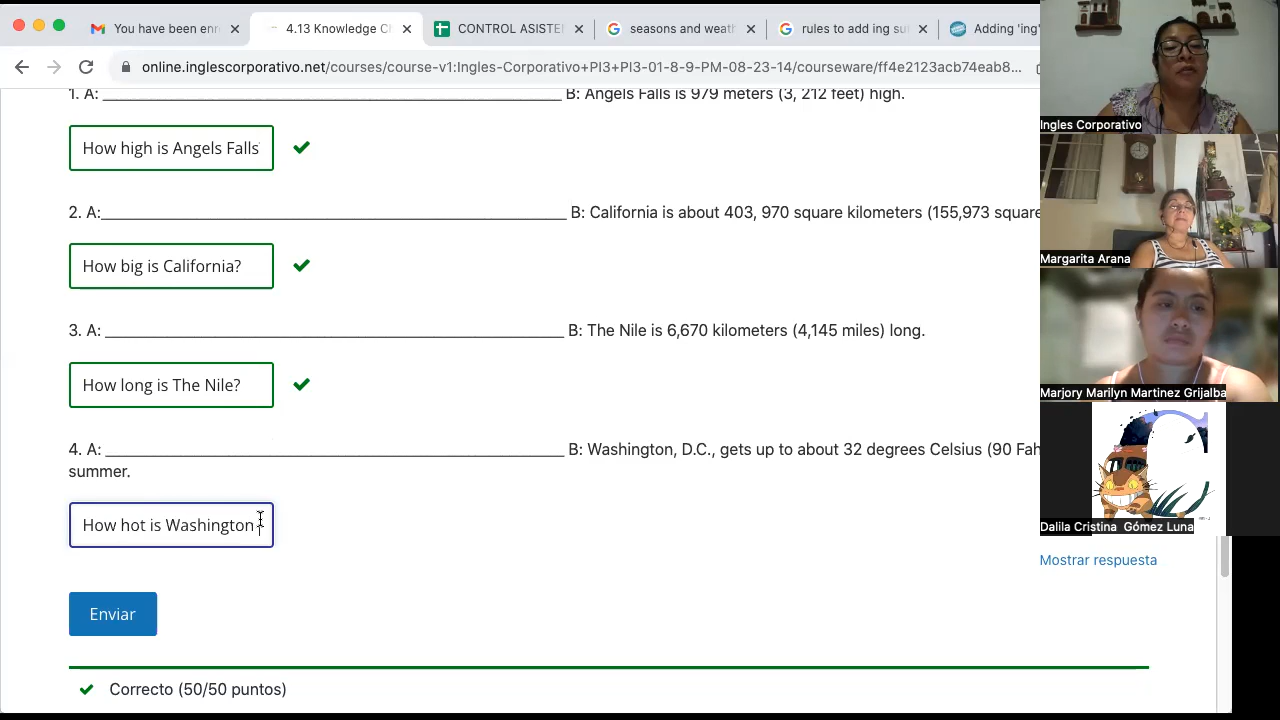 You have been enr
4.13 Knowledge Ch
CONTROL ASISTE
seasons and weath
rules to add ing su
Adding 'ing'
online.inglescorporativo.net/courses/course-v1:Ingles-Corporativo+PI3+PI3-01-8-9-PM-08-23-14/courseware/ff4e2123acb74eab8...
1. A: ____ B: Angels Falls is 979 meters (3, 212 feet) high.
How high is Angels Falls
2. A:____ B: California is about 403, 970 square kilometers (155,973 square
How big is California?
3. A: ____ B: The Nile is 6,670 kilometers (4,145 miles) long.
How long is The Nile?
4. A: ____ B: Washington, D.C., gets up to about 32 degrees Celsius (90 Fah
summer.
How hot is Washington
Enviar
Mostrar respuesta
Correcto (50/50 puntos)
Ingles Corporativo
Margarita Arana
Marjory Marilyn Martinez Grijalba
Dalila Cristina Gómez Luna